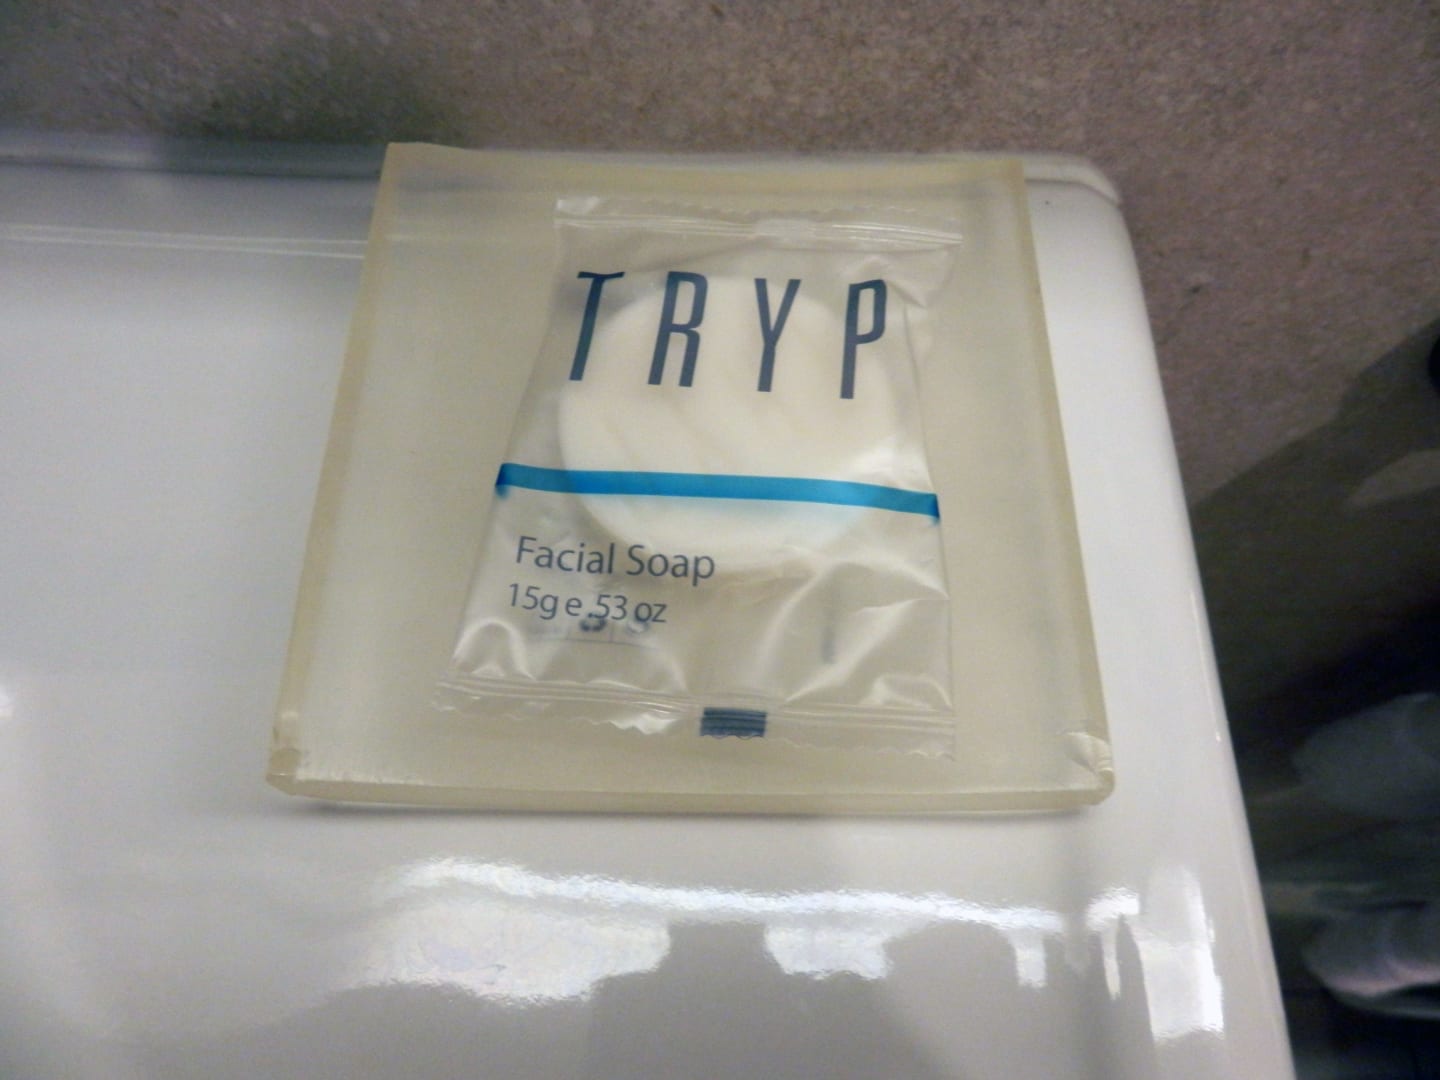 TRYP
Facial Soap
15g e .53 oz